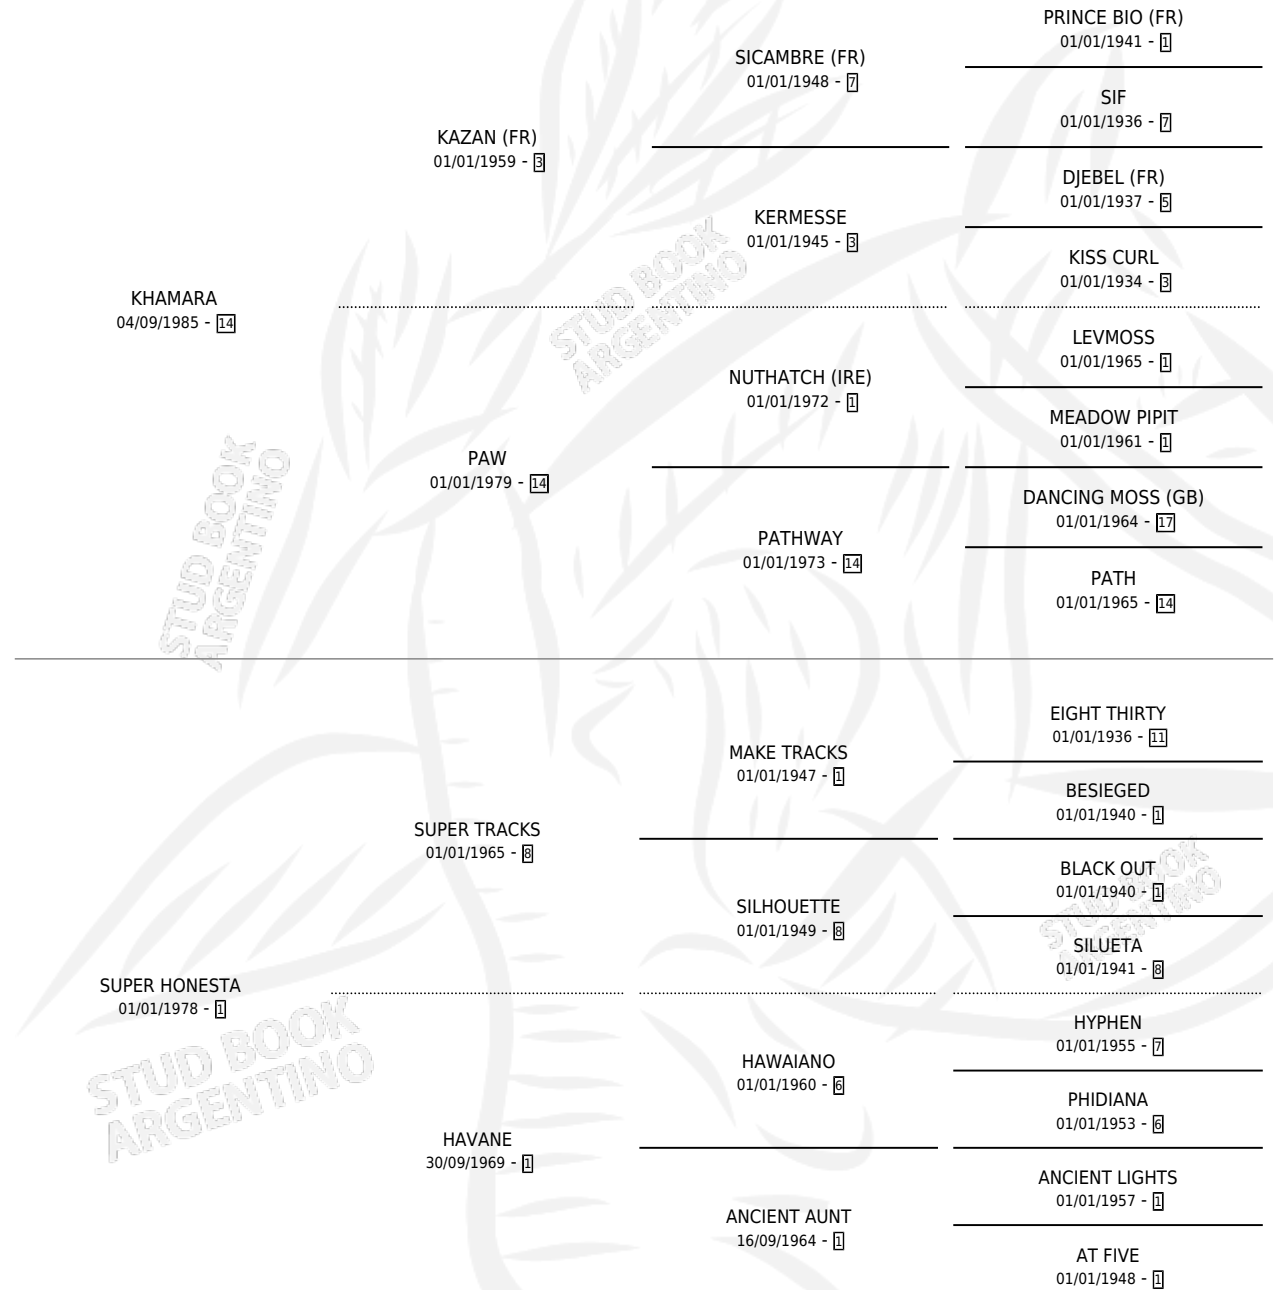 PRINCE BIO (FR)
01/01/1941 - 1
SICAMBRE (FR)
01/01/1948 - 7
SIF
01/01/1936 - 7
KAZAN (FR)
01/01/1959 - 3
DJEBEL (FR)
01/01/1937 - 5
KERMESSE
01/01/1945 - 3
KISS CURL
01/01/1934 - 3
KHAMARA
04/09/1985 - 14
STUD BOOK
ARGENTINO
LEVMOSS
01/01/1965 - 1
NUTHATCH (IRE)
01/01/1972 - 1
MEADOW PIPIT
01/01/1961 - 1
PAW
01/01/1979 - 14
STUD BOOK
ARGENTINO
DANCING MOSS (GB)
01/01/1964 - 17
PATHWAY
01/01/1973 - 14
PATH
01/01/1965 - 14
EIGHT THIRTY
01/01/1936 - 11
MAKE TRACKS
01/01/1947 - 1
BESIEGED
01/01/1940 - 1
SUPER TRACKS
01/01/1965 - 8
BLACK OUT
01/01/1940 - 1
STUD BOOK
ARGENTINO
SILHOUETTE
01/01/1949 - 8
SILUETA
01/01/1941 - 8
SUPER HONESTA
01/01/1978 - 1
STUD BOOK
ARGENTINO
HYPHEN
01/01/1955 - 7
HAWAIANO
01/01/1960 - 6
PHIDIANA
01/01/1953 - 6
HAVANE
30/09/1969 - 1
ANCIENT LIGHTS
01/01/1957 - 1
ANCIENT AUNT
16/09/1964 - 1
AT FIVE
01/01/1948 - 1